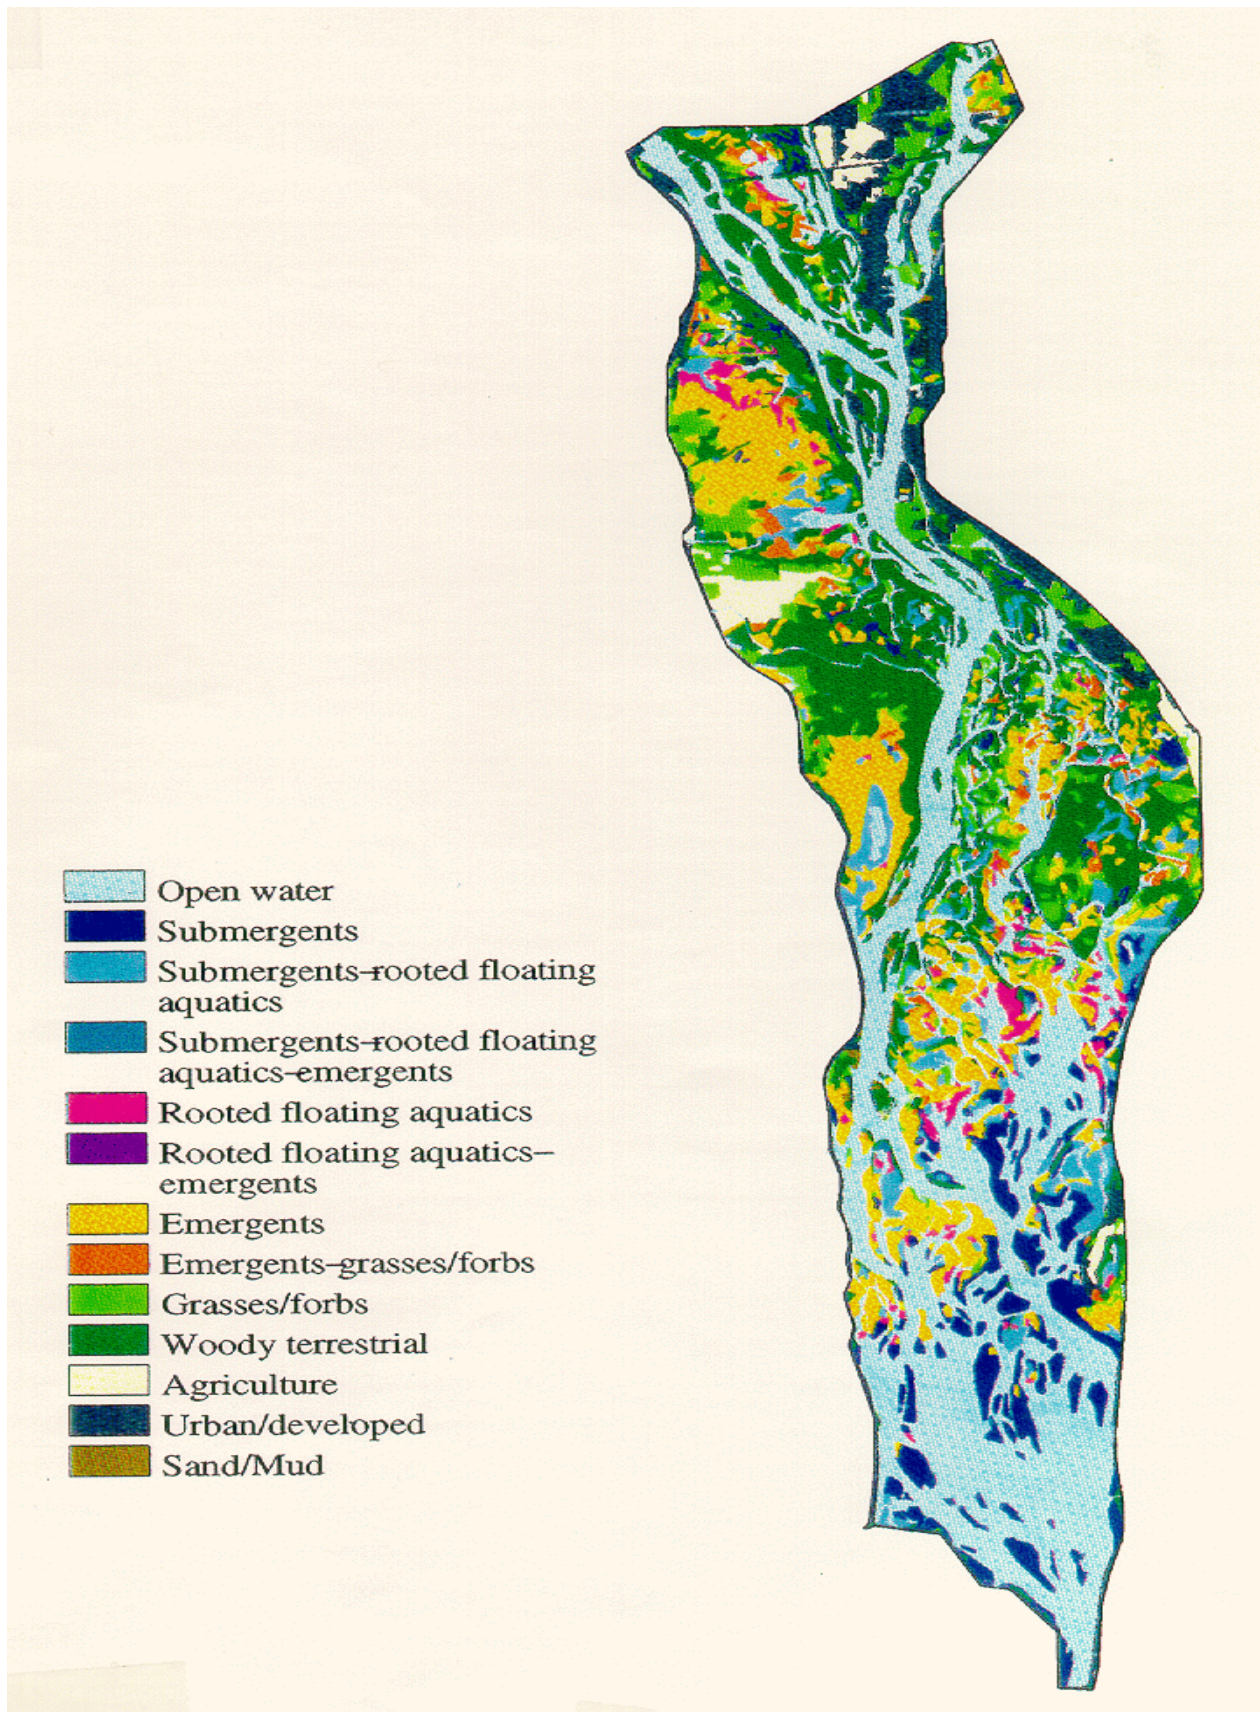 Open water
Submergents
Submergents-rooted floating
aquatics
Submergents-rooted floating
aquatics-emergents
Rooted floating aquatics
Rooted floating aquatics–
emergents
Emergents
Emergents-grasses/forbs
Grasses/forbs
Woody terrestrial
Agriculture
Urban/developed
Sand/Mud